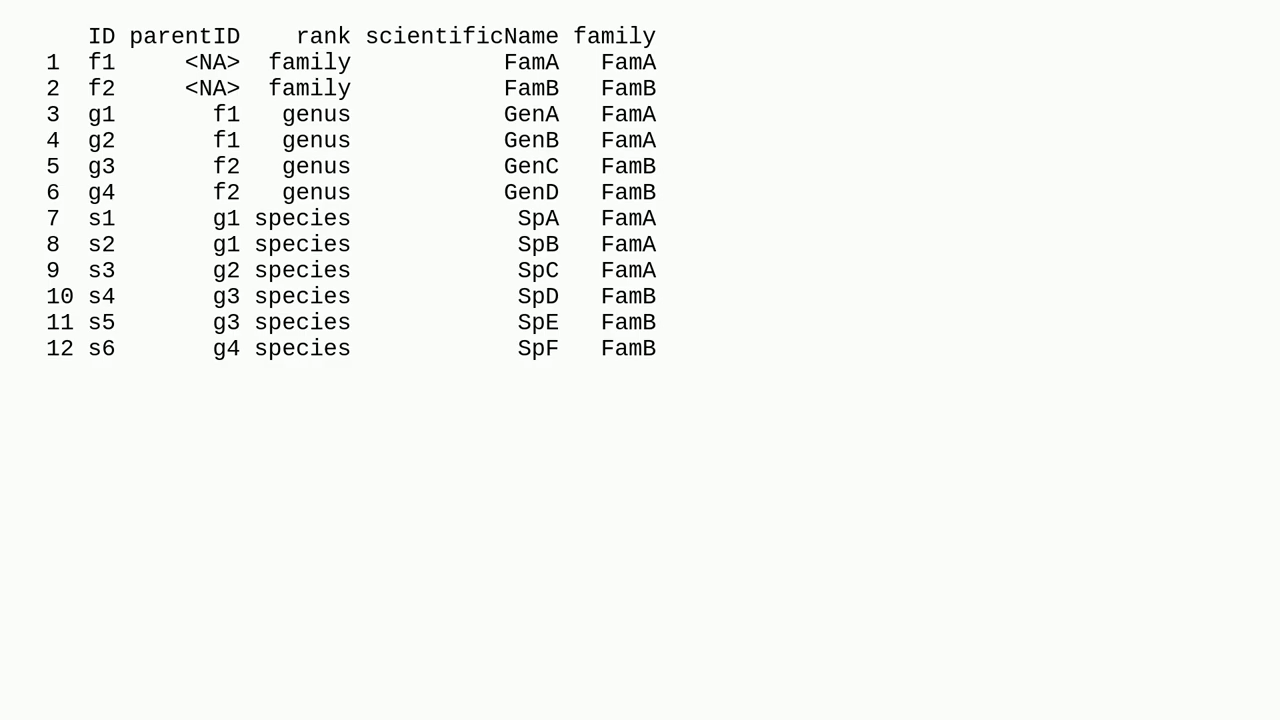 ID parentID rank scientificName family
1 f1 <NA> family FamA FamA
2 f2 <NA> family FamB FamB
3 g1 f1 genus GenA FamA
4 g2 f1 genus GenB FamA
5 g3 f2 genus GenC FamB
6 g4 f2 genus GenD FamB
7 s1 g1 species SpA FamA
8 s2 g1 species SpB FamA
9 s3 g2 species SpC FamA
10 s4 g3 species SpD FamB
11 s5 g3 species SpE FamB
12 s6 g4 species SpF FamB